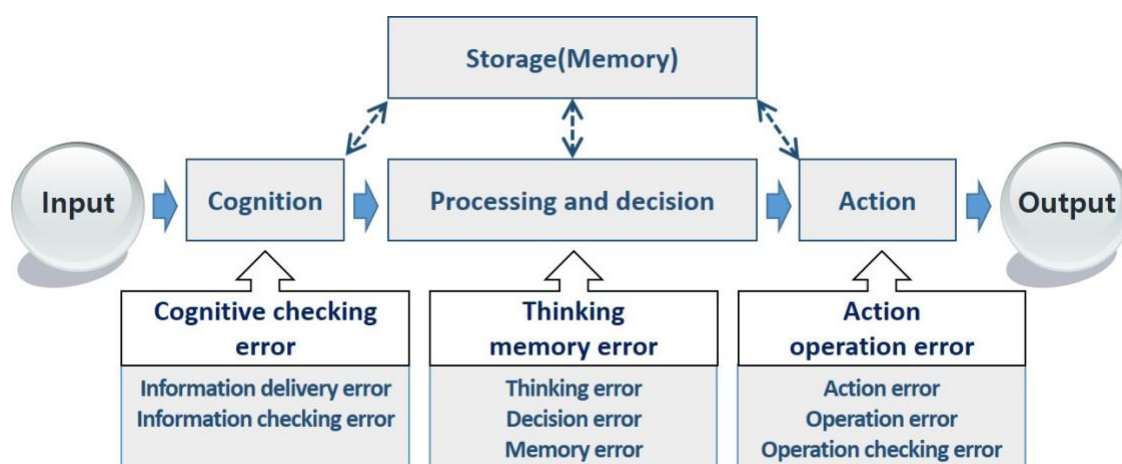 Storage(Memory)
Input
Cognition
Processing and decision
Action
Output
Cognitive checking
error
Information delivery error
Information checking error
Thinking
memory error
Thinking error
Decision error
Memory error
Action
operation error
Action error
Operation error
Operation checking error